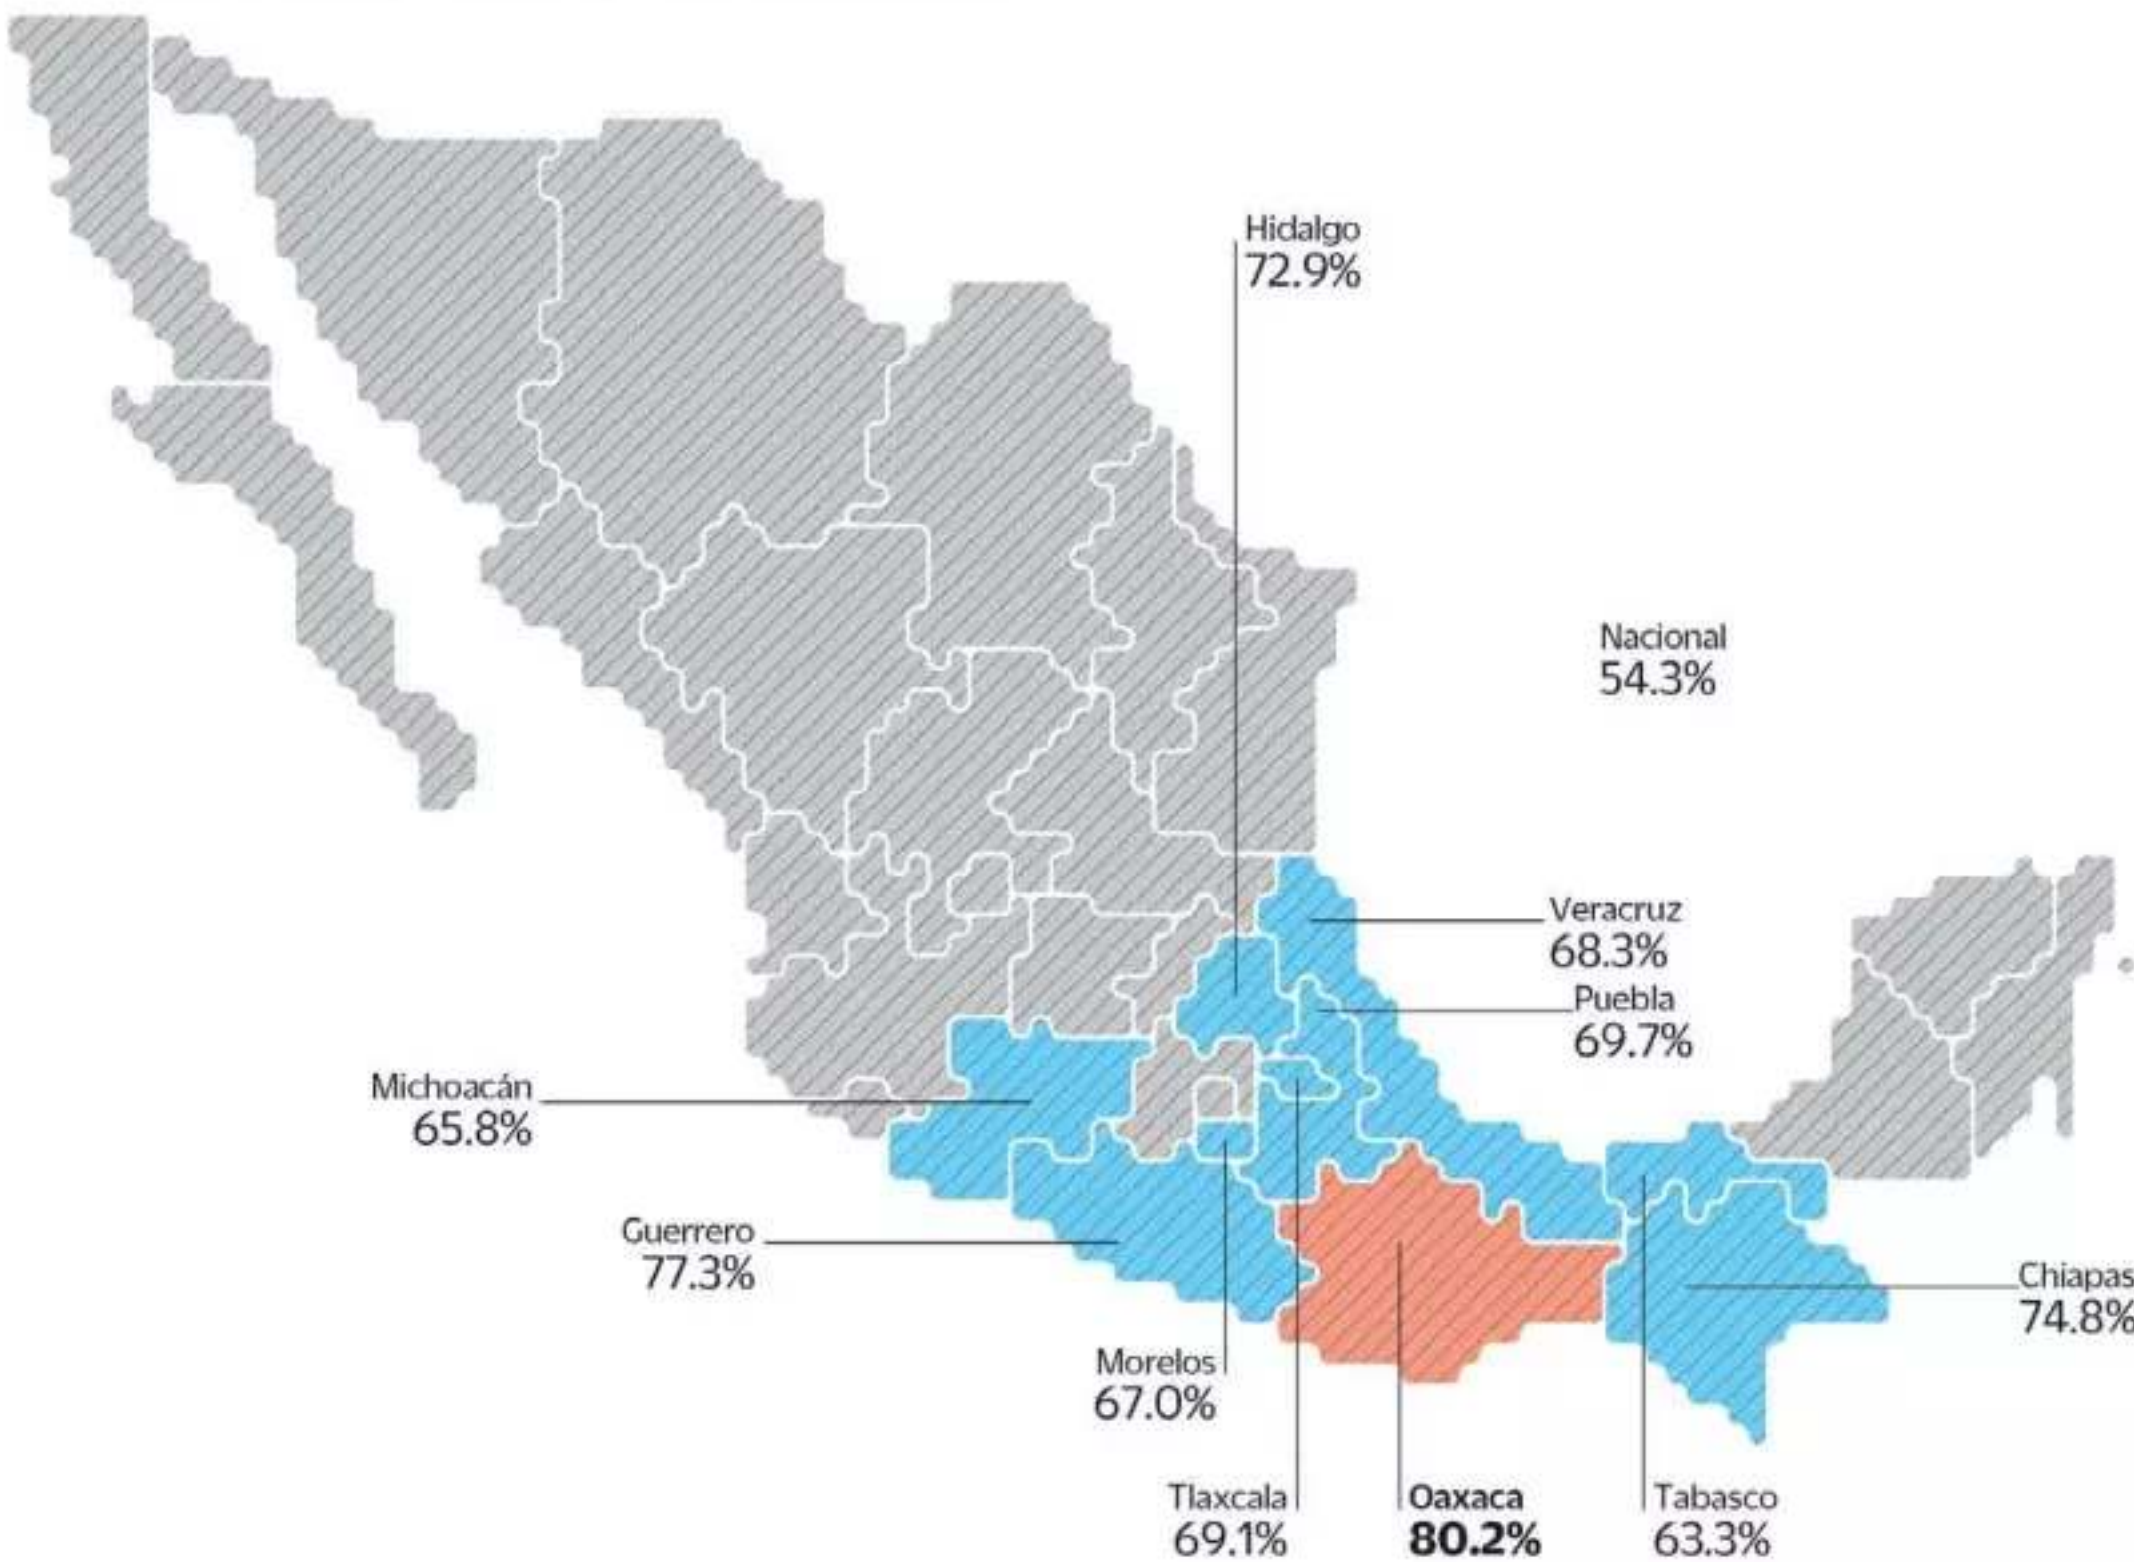 Hidalgo
72.9%
Nacional
54.3%
Veracruz
68.3%
Puebla
69.7%
Michoacán
65.8%
Guerrero
77.3%
Chiapas
74.8%
Morelos
67.0%
Tlaxcala
69.1%
Oaxaca
80.2%
Tabasco
63.3%